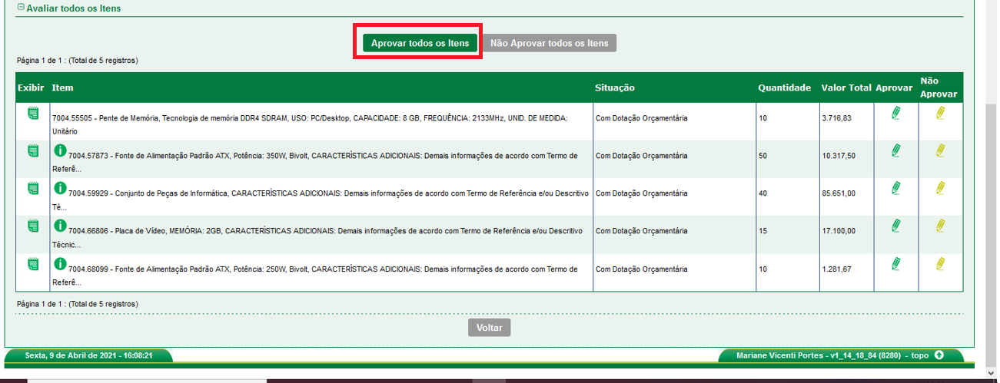 Avaliar todos os Itens
Aprovar todos os Itens
Não Aprovar todos os Itens
Página 1 de 1 : (Total de 5 registros)
Exibir Item Situação Quantidade Valor Total Aprovar Não Aprovar
7004.55505 - Pente de Memória, Tecnologia de memória DDR4 SDRAM, USO: PC/Desktop, CAPACIDADE: 8 GB, FREQUÊNCIA: 2133MHz, UNID. DE MEDIDA:
Unitário
Com Dotação Orçamentária 10 3.716,83
7004.57873 - Fonte de Alimentação Padrão ATX, Potência: 350W, Bivolt, CARACTERÍSTICAS ADICIONAIS: Demais informações de acordo com Termo de
Referê...
Com Dotação Orçamentária 50 10.317,50
7004.59929 - Conjunto de Peças de Informática, CARACTERÍSTICAS ADICIONAIS: Demais informações de acordo com Termo de Referência e/ou Descritivo
Té...
Com Dotação Orçamentária 40 85.651,00
7004.66806 - Placa de Vídeo, MEMÓRIA: 2GB, CARACTERÍSTICAS ADICIONAIS: Demais informações de acordo com Termo de Referência e/ou Descritivo
Técnic...
Com Dotação Orçamentária 15 17.100,00
7004.68099 - Fonte de Alimentação Padrão ATX, Potência: 250W, Bivolt, CARACTERÍSTICAS ADICIONAIS: Demais informações de acordo com Termo de
Referê...
Com Dotação Orçamentária 10 1.281,67
Página 1 de 1 : (Total de 5 registros)
Voltar
Sexta, 9 de Abril de 2021 - 16:08:21
Mariane Vicenti Portes - v1_14_18_84 (8280) - topo